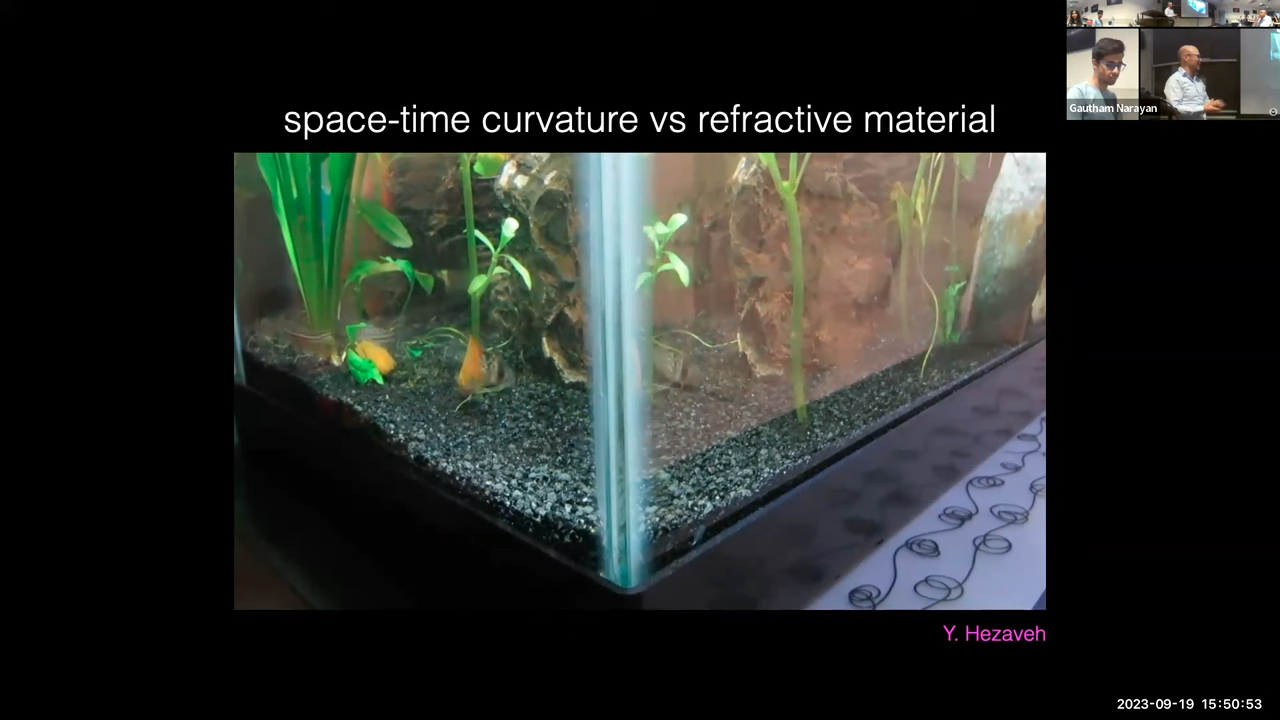 Gautham Narayan
space-time curvature vs refractive material
Y. Hezaveh
2023-09-19 15:50:53